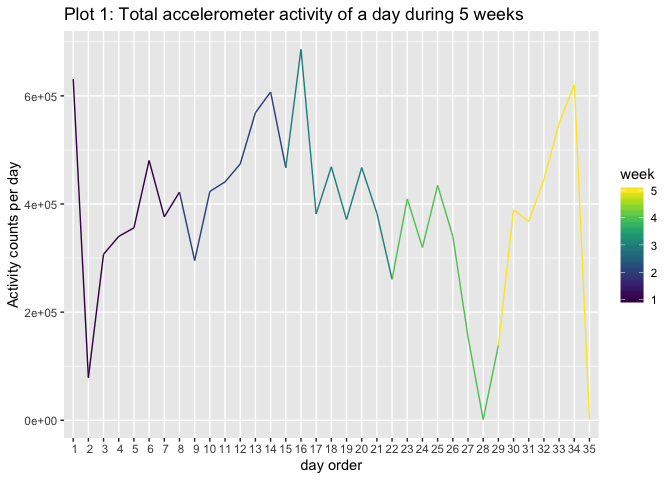 Plot 1: Total accelerometer activity of a day during 5 weeks
Activity counts per day
6e+05
4e+05
2e+05
0e+00
1 2 3 4 5 6 7 8 9 10 11 12 13 14 15 16 17 18 19 20 21 22 23 24 25 26 27 28 29 30 31 32 33 34 35
day order
week
5
4
3
2
1